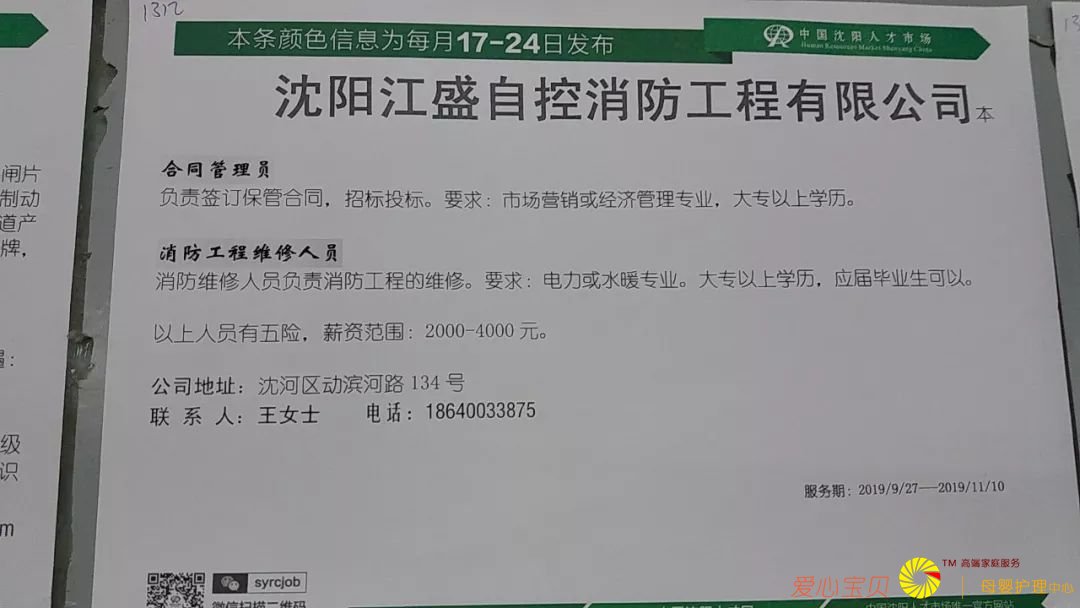 1312
本条颜色信息为每月17-24日发布
中国沈阳人才市场
Human Resources Market Shenyang China
沈阳江盛自控消防工程有限公司本
合同管理员
负责签订保管合同，招标投标。要求：市场营销或经济管理专业，大专以上学历。
消防工程维修人员
消防维修人员负责消防工程的维修。要求：电力或水暖专业。大专以上学历，应届毕业生可以。
以上人员有五险，薪资范围：2000-4000元。
公司地址：沈河区动滨河路134号
联 系 人：王女士 电话：18640033875
服务期：2019/9/27---2019/11/10
syrcjob
微信扫描二维码
闸片
制动
道产
牌，
级
识
m
爱心宝贝
TM 高端家庭服务
母婴护理中心